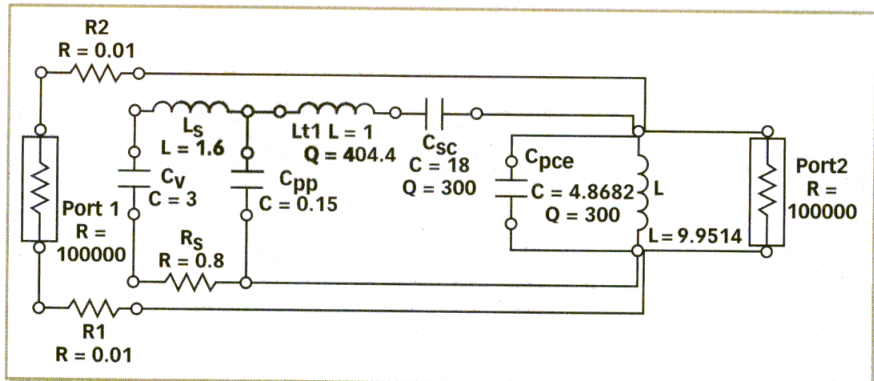 R2
R = 0.01
Port 1
R =
100000
R1
R = 0.01
Ls
L = 1.6
Cv
C = 3
Rs
R = 0.8
Cpp
C = 0.15
Lt1 L = 1
Q = 404.4
Csc
C = 18
Q = 300
Cpce
C = 4.8682
Q = 300
L
L = 9.9514
Port2
R =
100000